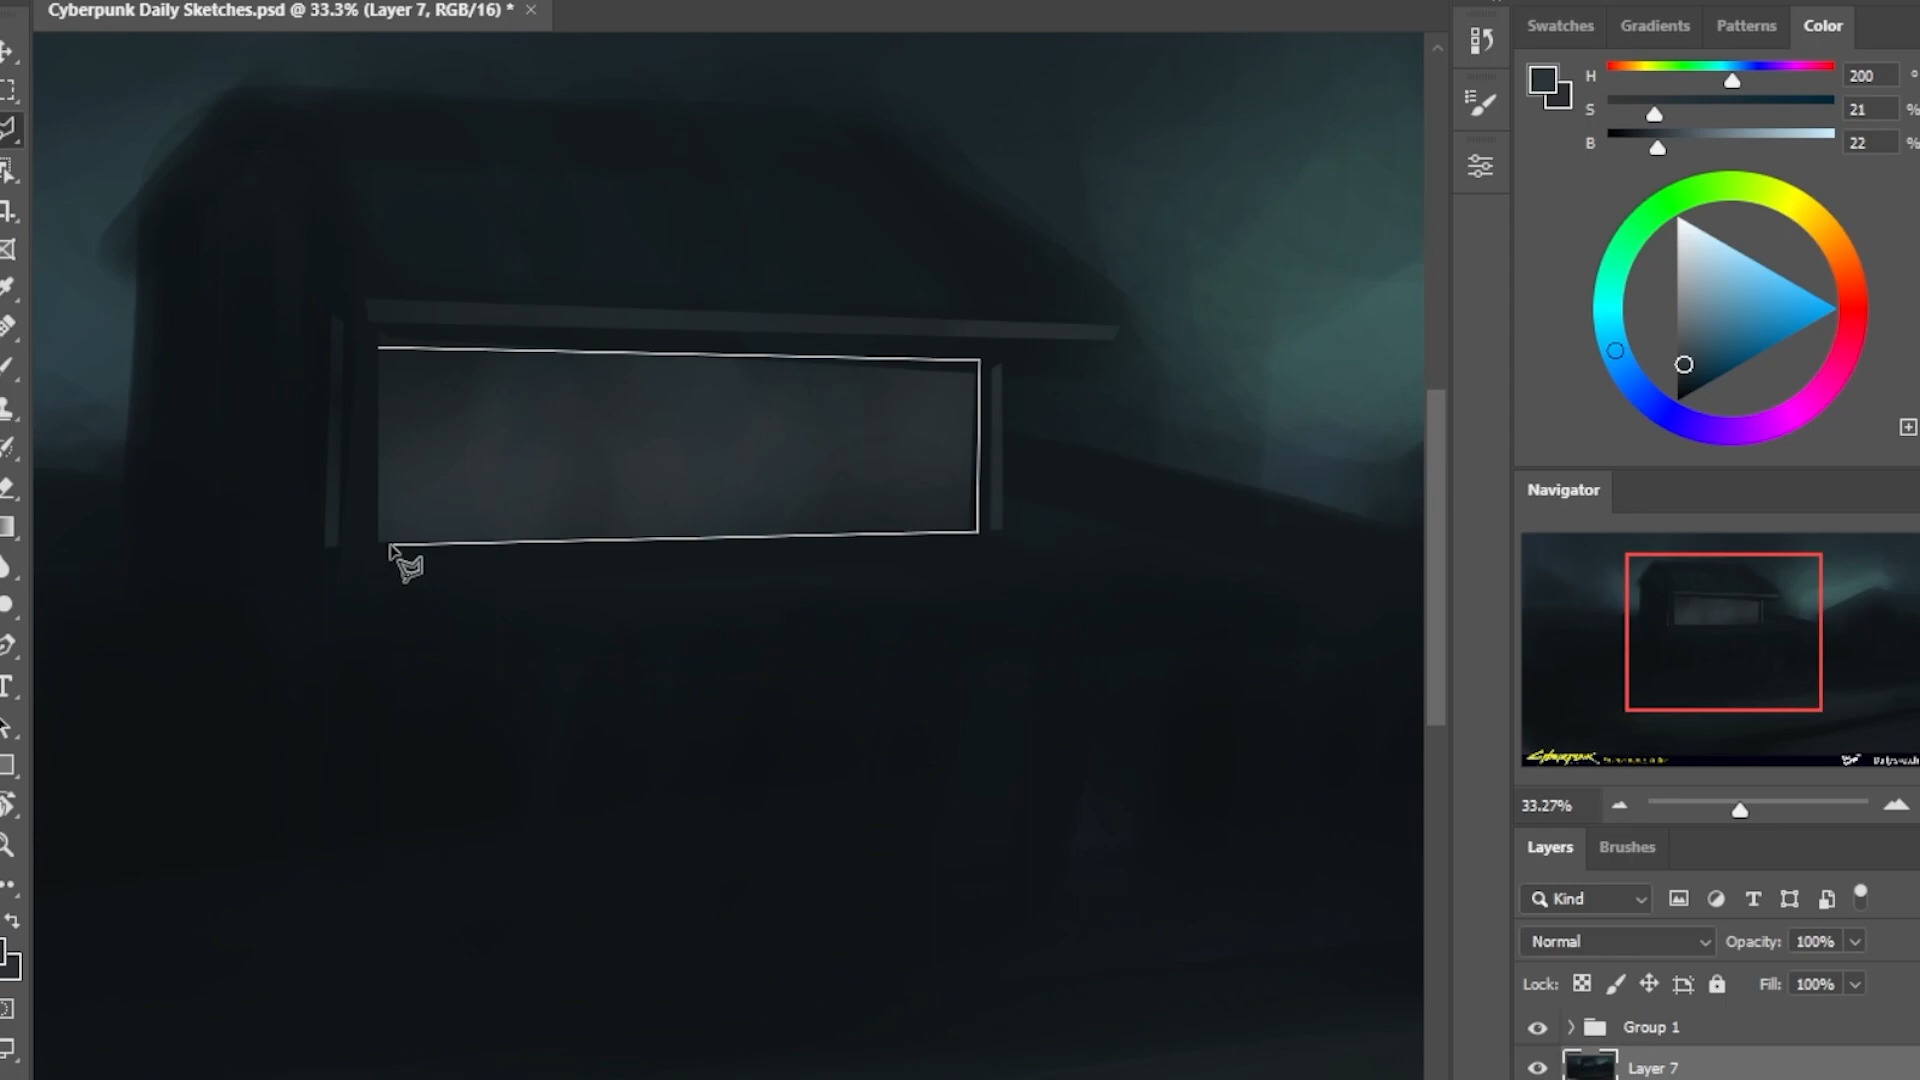 Cyberpunk Daily Sketches.psd @ 33.3% (Layer 7, RGB/16) * ×
Swatches Gradients Patterns Color
H 200 °
S 21 %
B 22 %
Navigator
33.27%
Layers Brushes
Kind
Normal Opacity: 100%
Lock: Fill: 100%
Group 1
Layer 7